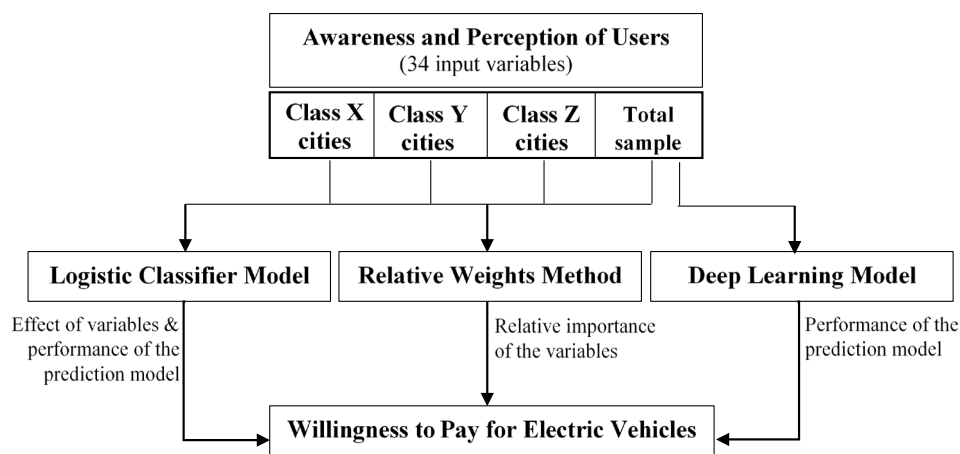 Awareness and Perception of Users
(34 input variables)
Class X
cities
Class Y
cities
Class Z
cities
Total
sample
Logistic Classifier Model
Relative Weights Method
Deep Learning Model
Effect of variables &
performance of the
prediction model
Relative importance
of the variables
Performance of the
prediction model
Willingness to Pay for Electric Vehicles